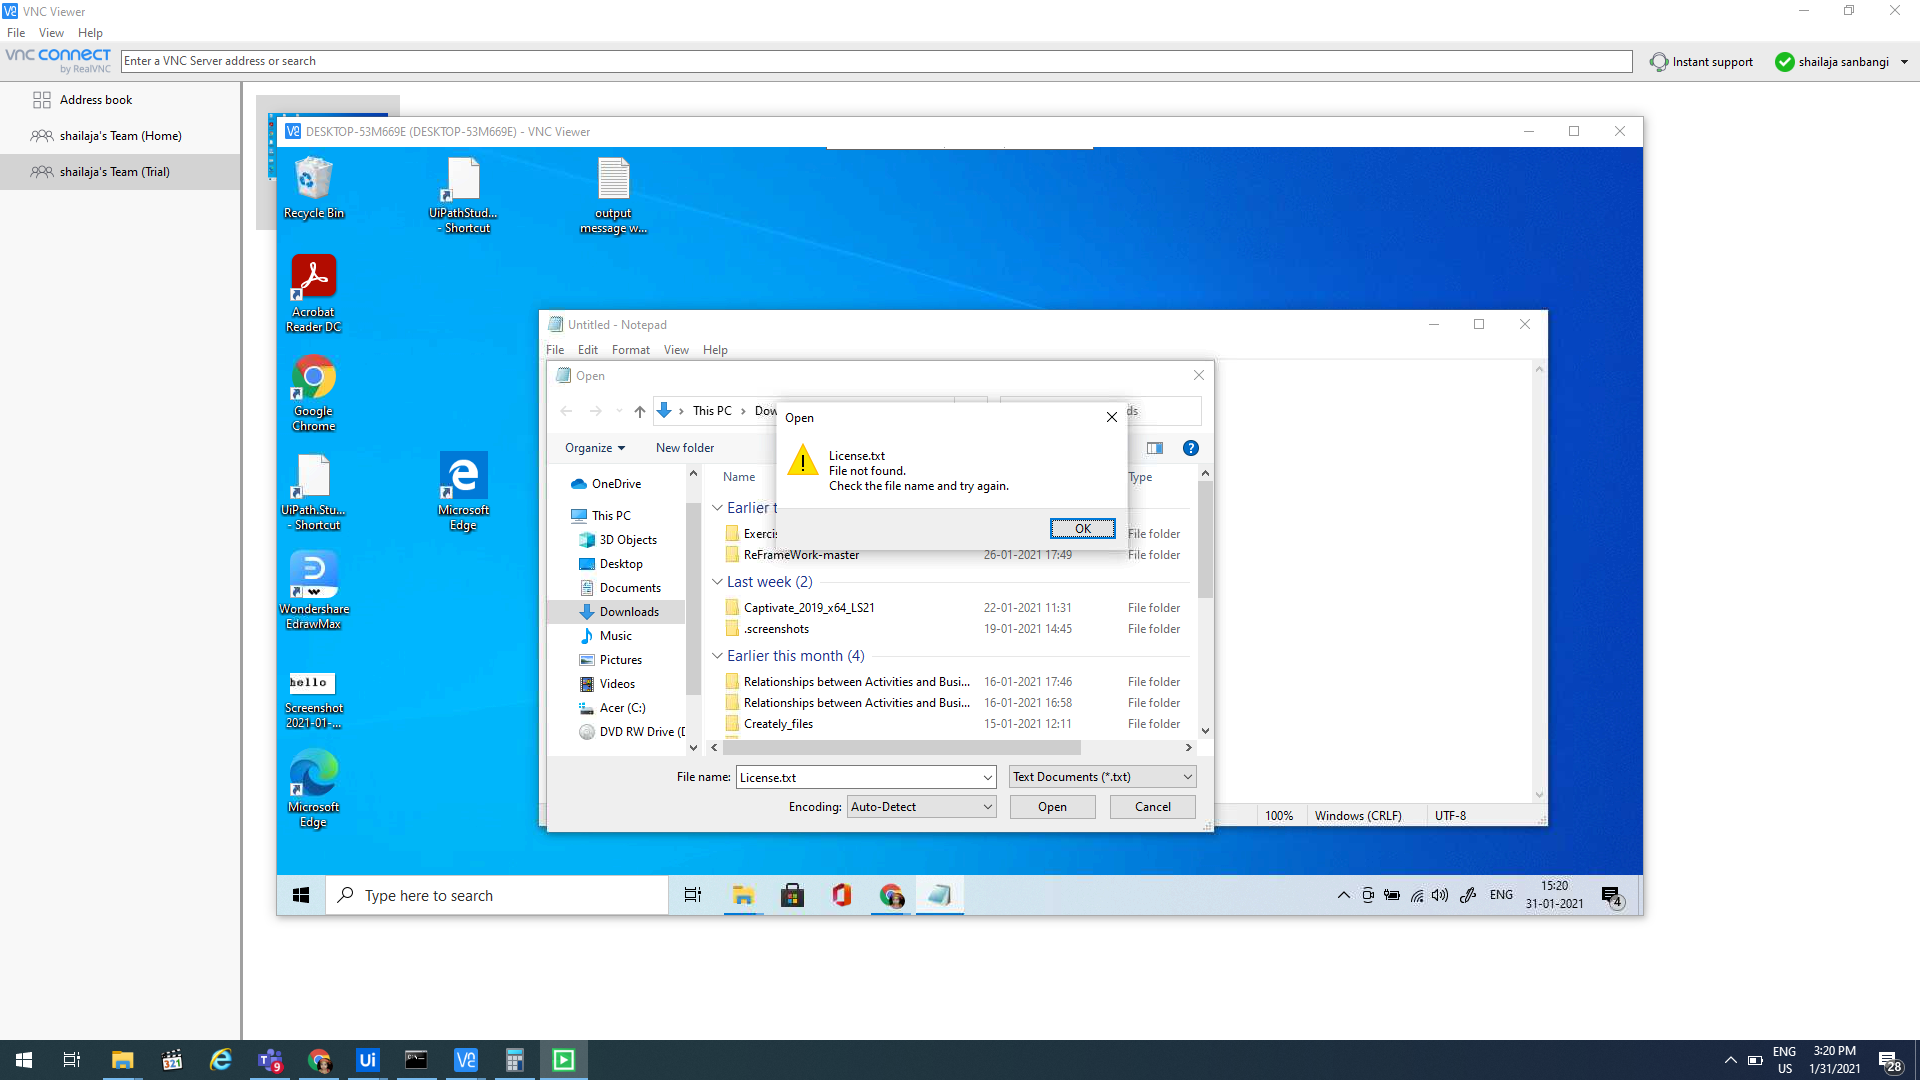 VNC Viewer
File View Help
vnc connect
by RealVNC
Enter a VNC Server address or search
Instant support
shailaja sanbangi
Address book
shailaja's Team (Home)
shailaja's Team (Trial)
DESKTOP-53M669E (DESKTOP-53M669E) - VNC Viewer
Recycle Bin
UiPathStud...
- Shortcut
output
message w...
Acrobat
Reader DC
Google
Chrome
UiPath.Stu...
- Shortcut
Microsoft
Edge
Wondershare
EdrawMax
hello
Screenshot
2021-01-...
Microsoft
Edge
Untitled - Notepad
File Edit Format View Help
Open
This PC
Dow
ds
Organize
New folder
Open
License.txt
File not found.
Check the file name and try again.
OK
Name
Type
OneDrive
This PC
3D Objects
Desktop
Documents
Downloads
Music
Pictures
Videos
Acer (C:)
DVD RW Drive (D
Earlier t
Exercis
File folder
ReFrameWork-master 26-01-2021 17:49 File folder
Last week (2)
Captivate_2019_x64_LS21 22-01-2021 11:31 File folder
.screenshots 19-01-2021 14:45 File folder
Earlier this month (4)
Relationships between Activities and Busi... 16-01-2021 17:46 File folder
Relationships between Activities and Busi... 16-01-2021 16:58 File folder
Creately_files 15-01-2021 12:11 File folder
File name: License.txt
Text Documents (*.txt)
Encoding: Auto-Detect
Open
Cancel
100% Windows (CRLF) UTF-8
Type here to search
ENG
15:20
31-01-2021
4
321
9
Ui
ENG
US
3:20 PM
1/31/2021
28